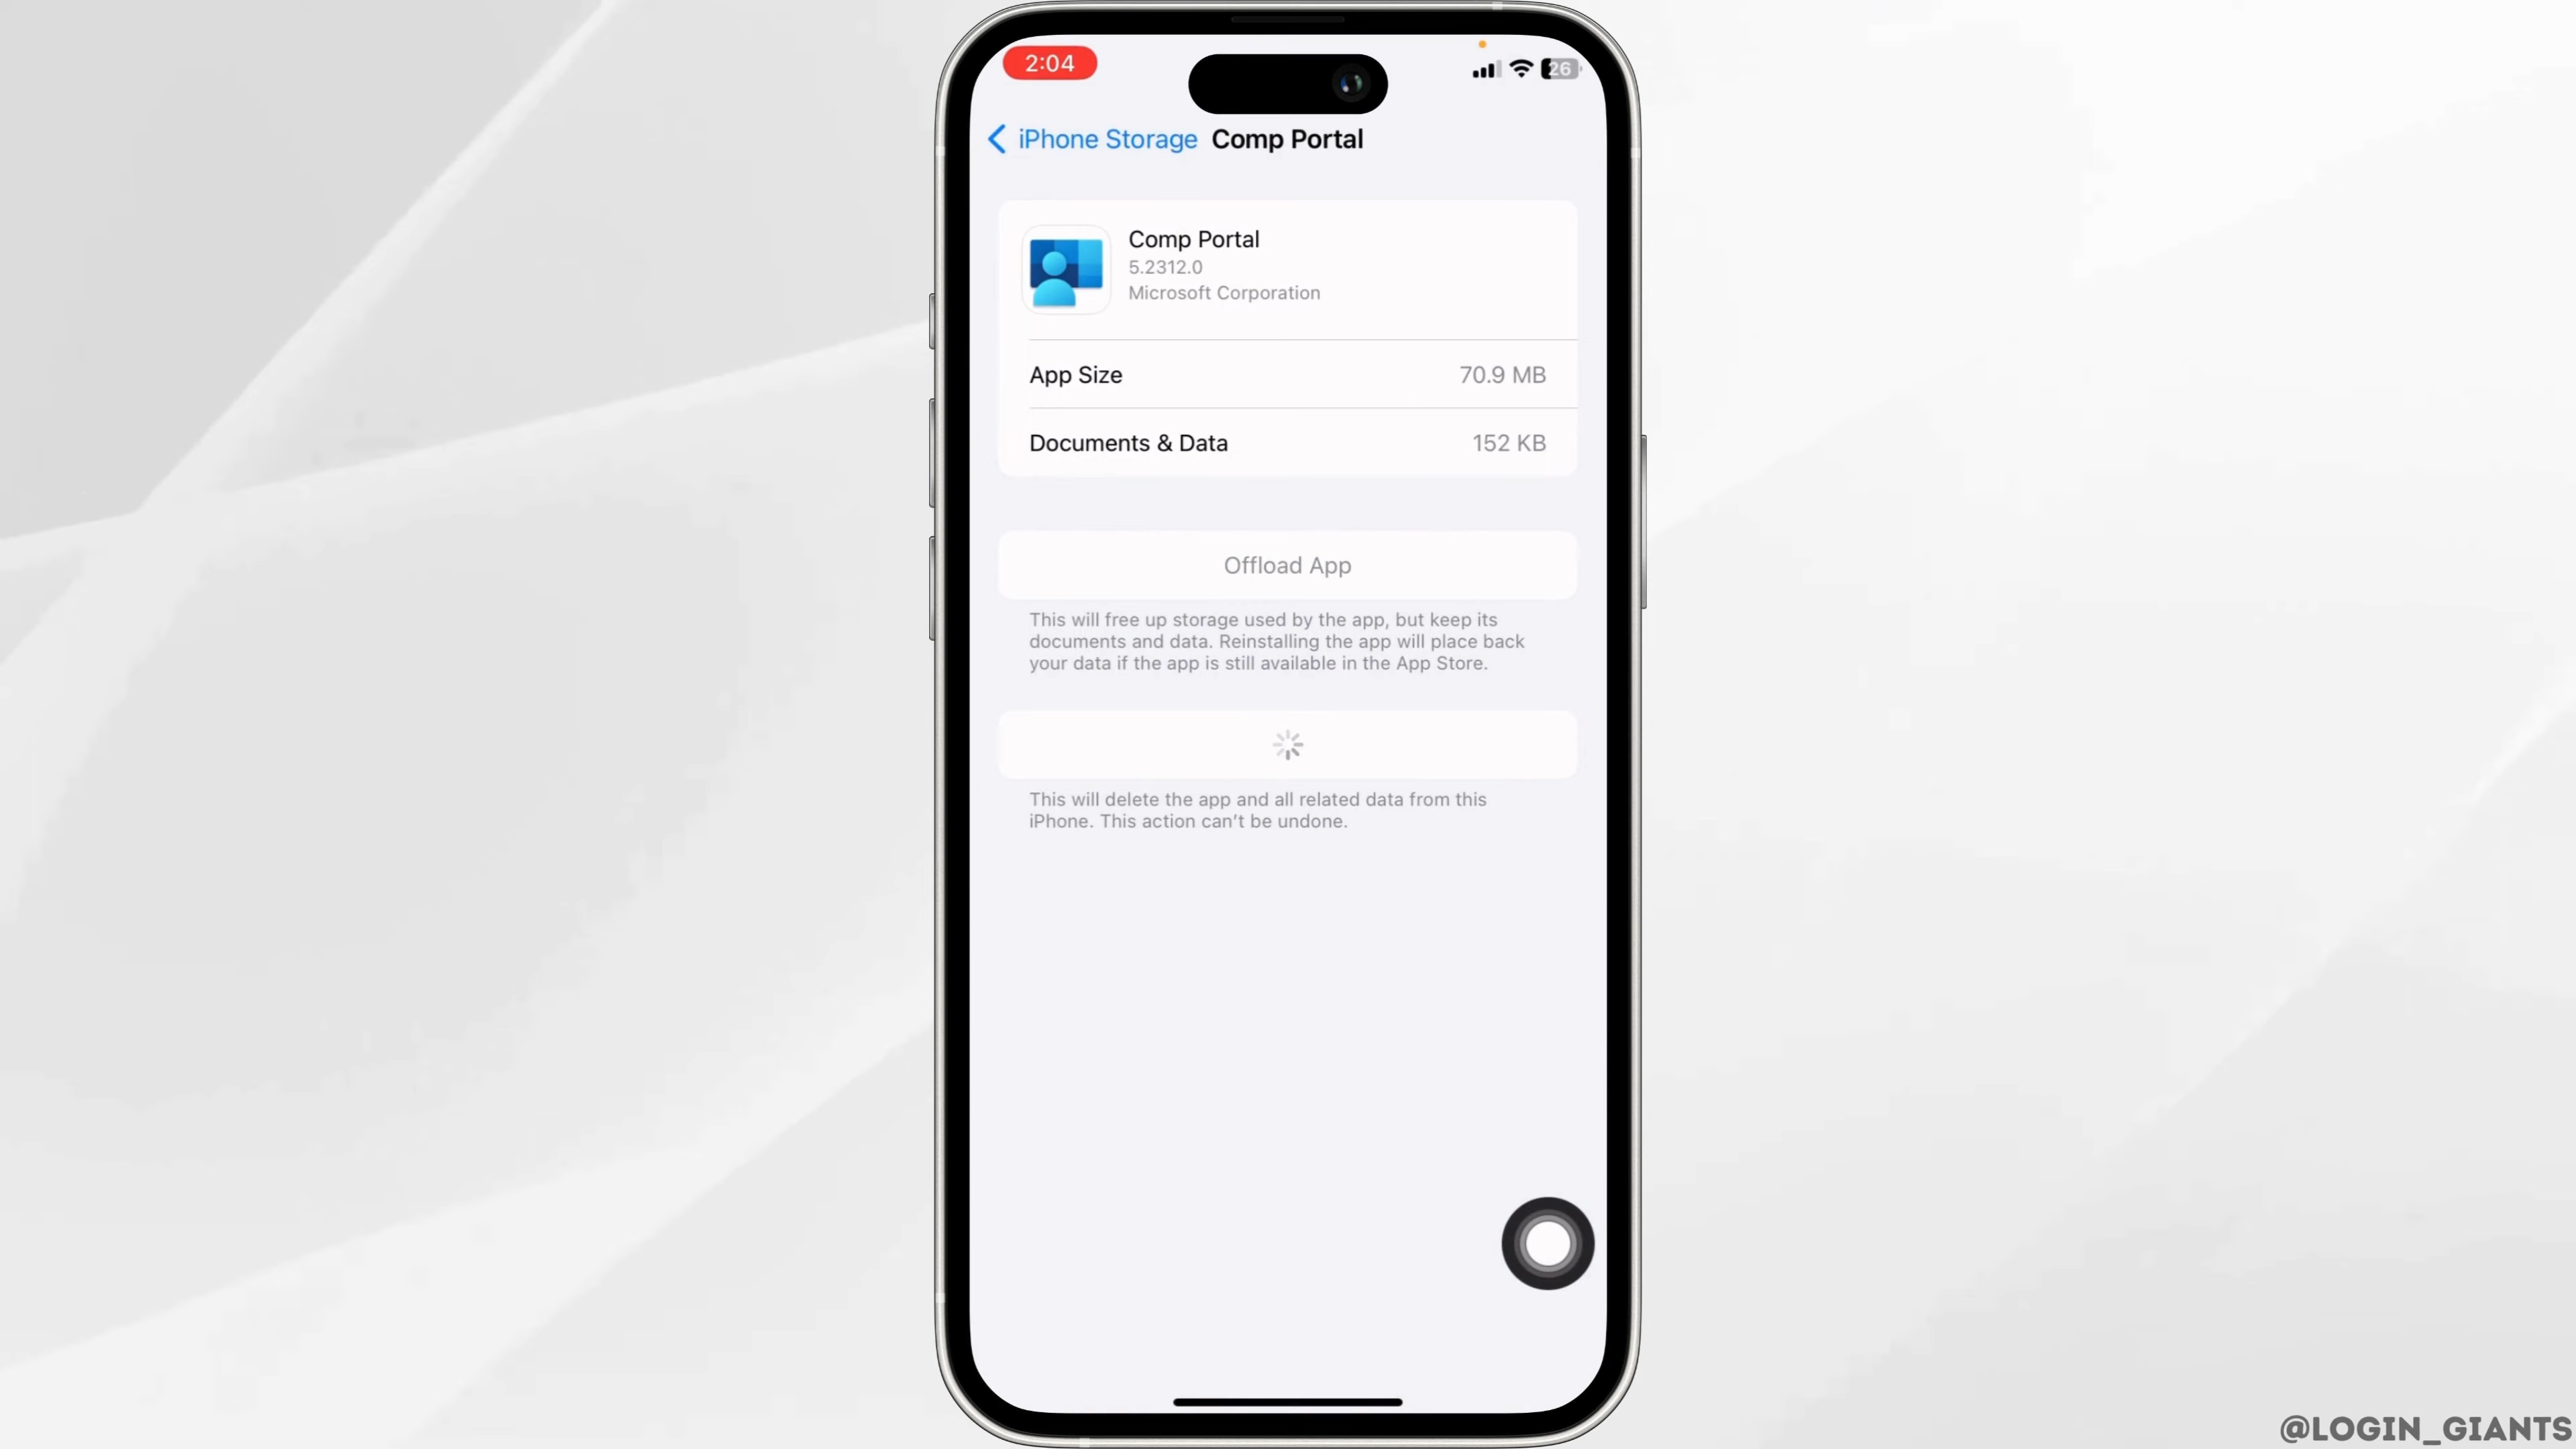 2:04
26
iPhone Storage Comp Portal
Comp Portal
5.2312.0
Microsoft Corporation
App Size 70.9 MB
Documents & Data 152 KB
Offload App
This will free up storage used by the app, but keep its
documents and data. Reinstalling the app will place back
your data if the app is still available in the App Store.
This will delete the app and all related data from this
iPhone. This action can’t be undone.
@LOGIN_GIANTS